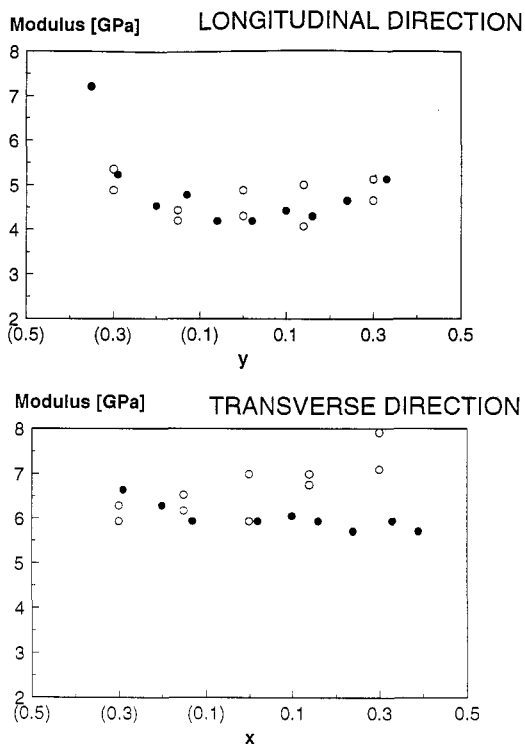 Modulus [GPa] LONGITUDINAL DIRECTION
8
7
6
5
4
3
2
(0.5) (0.3) (0.1) 0.1 0.3 0.5
y
Modulus [GPa] TRANSVERSE DIRECTION
8
7
6
5
4
3
2
(0.5) (0.3) (0.1) 0.1 0.3 0.5
x